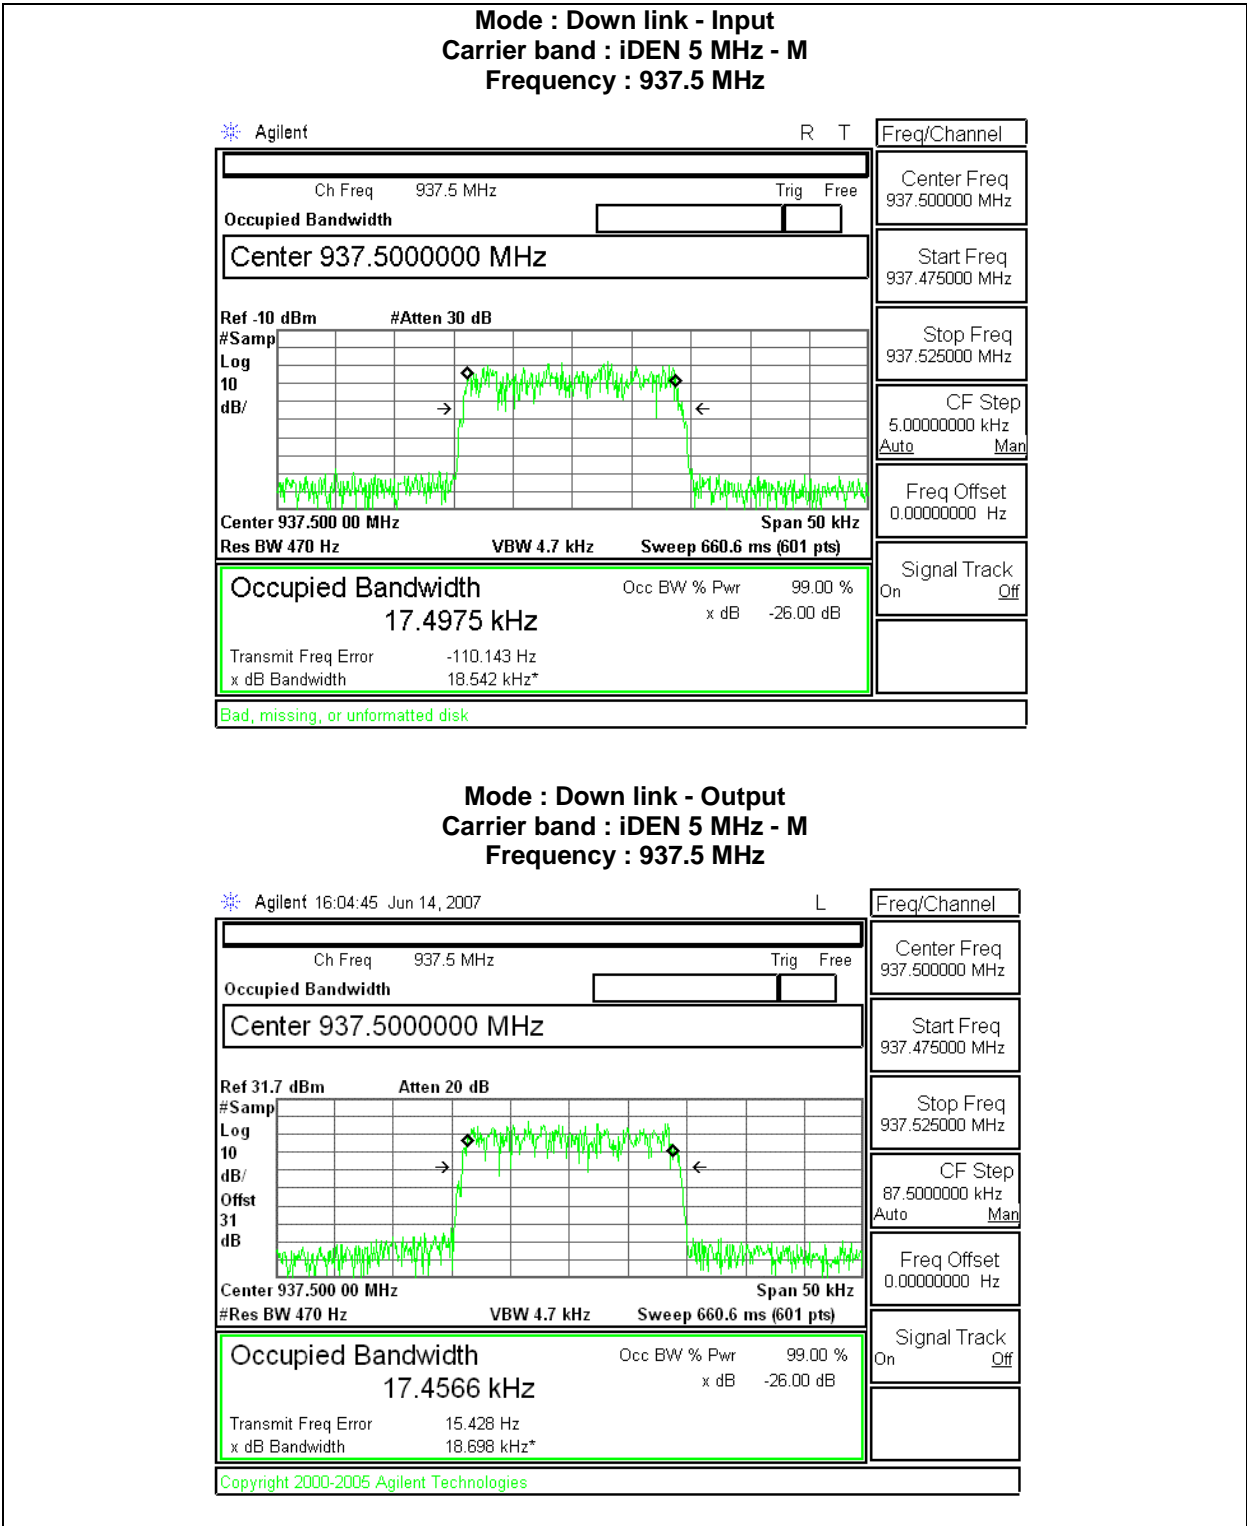 Mode : Down link - Input
Carrier band : iDEN 5 MHz - M
Frequency : 937.5 MHz
Agilent R T
Freq/Channel
Ch Freq 937.5 MHz Trig Free
Occupied Bandwidth
Center 937.5000000 MHz
Ref -10 dBm #Atten 30 dB
#Samp
Log
10
dB/
Center 937.500 00 MHz Span 50 kHz
Res BW 470 Hz VBW 4.7 kHz Sweep 660.6 ms (601 pts)
Occupied Bandwidth Occ BW % Pwr 99.00 %
17.4975 kHz x dB -26.00 dB
Transmit Freq Error -110.143 Hz
x dB Bandwidth 18.542 kHz*
Bad, missing, or unformatted disk
Center Freq
937.500000 MHz
Start Freq
937.475000 MHz
Stop Freq
937.525000 MHz
CF Step
5.00000000 kHz
Auto Man
Freq Offset
0.00000000 Hz
Signal Track
On Off
Mode : Down link - Output
Carrier band : iDEN 5 MHz - M
Frequency : 937.5 MHz
Agilent 16:04:45 Jun 14, 2007 L
Freq/Channel
Ch Freq 937.5 MHz Trig Free
Occupied Bandwidth
Center 937.5000000 MHz
Ref 31.7 dBm Atten 20 dB
#Samp
Log
10
dB/
Offst
31
dB
Center 937.500 00 MHz Span 50 kHz
#Res BW 470 Hz VBW 4.7 kHz Sweep 660.6 ms (601 pts)
Occupied Bandwidth Occ BW % Pwr 99.00 %
17.4566 kHz x dB -26.00 dB
Transmit Freq Error 15.428 Hz
x dB Bandwidth 18.698 kHz*
Copyright 2000-2005 Agilent Technologies
Center Freq
937.500000 MHz
Start Freq
937.475000 MHz
Stop Freq
937.525000 MHz
CF Step
87.5000000 kHz
Auto Man
Freq Offset
0.00000000 Hz
Signal Track
On Off